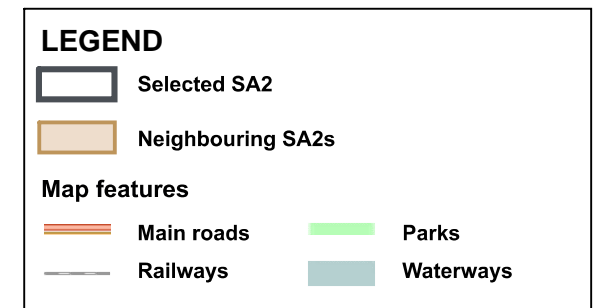 LEGEND
Selected SA2
Neighbouring SA2s
Map features
Main roads
Parks
Railways
Waterways